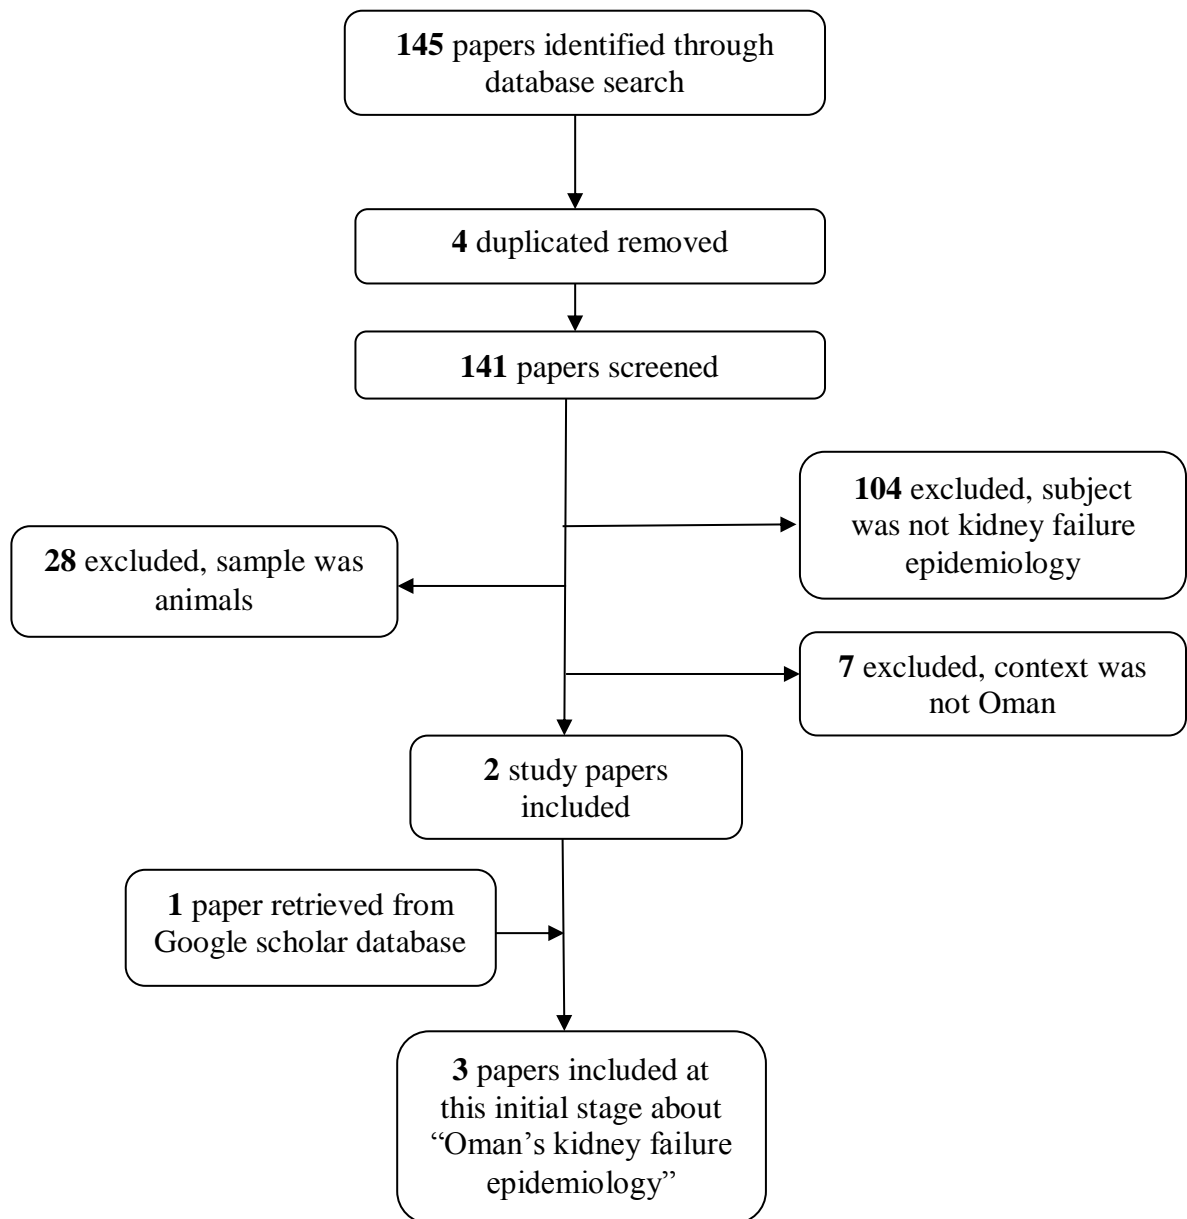 145 papers identified through
database search
4 duplicated removed
141 papers screened
104 excluded, subject
was not kidney failure
epidemiology
28 excluded, sample was
animals
7 excluded, context was
not Oman
2 study papers
included
1 paper retrieved from
Google scholar database
3 papers included at
this initial stage about
“Oman’s kidney failure
epidemiology”